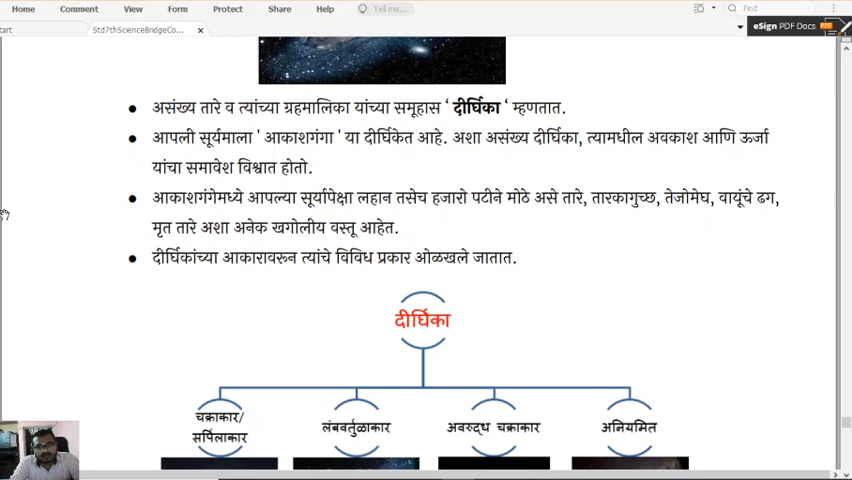 Home Comment View Form Protect Share Help Tell me... Find
eSign PDF Docs PDF
tart Std7thScienceBridgeCo... ×
असंख्य तारे व त्यांच्या ग्रहमालिका यांच्या समूहास ' दीर्घिका ' म्हणतात.
आपली सूर्यमाला ' आकाशगंगा ' या दीर्घिकेत आहे. अशा असंख्य दीर्घिका, त्यामधील अवकाश आणि ऊर्जा
यांचा समावेश विश्वात होतो.
आकाशगंगेमध्ये आपल्या सूर्यापेक्षा लहान तसेच हजारो पटीने मोठे असे तारे, तारकागुच्छ, तेजोमेघ, वायूंचे ढग,
मृत तारे अशा अनेक खगोलीय वस्तू आहेत.
दीर्घिकांच्या आकारावरून त्यांचे विविध प्रकार ओळखले जातात.
दीर्घिका
चक्राकार/
सर्पिलाकार
लंबवर्तुळाकार
अवरुद्ध चक्राकार
अनियमित